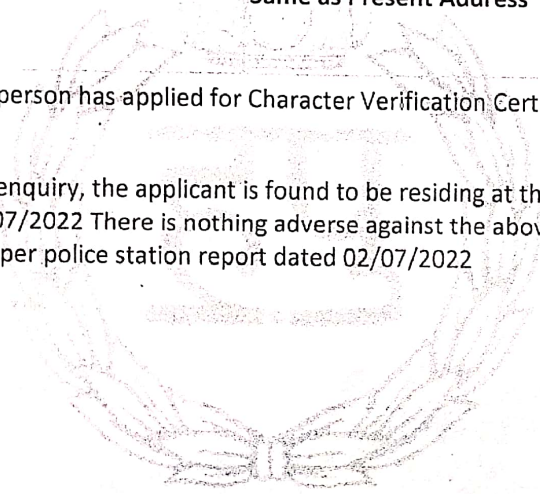 Same as Present Address
person has applied for Character Verification Cert
enquiry, the applicant is found to be residing at th
07/2022 There is nothing adverse against the abov
per police station report dated 02/07/2022